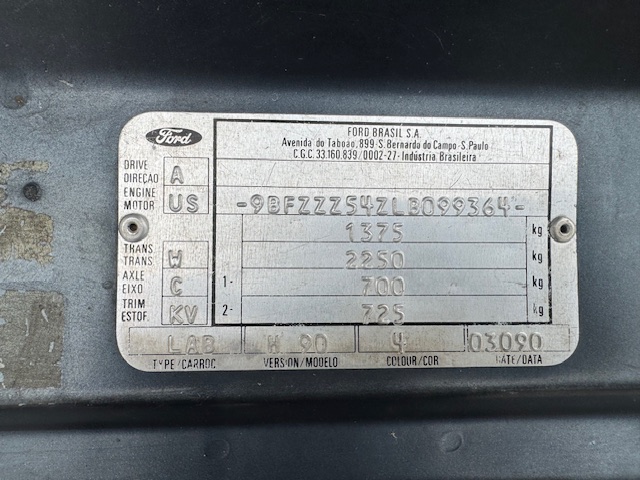 Ford
FORD BRASIL S.A.
Avenida do Taboão, 899 - S. Bernardo do Campo - S. Paulo
C.G.C. 33.160.839/0002-27 - Indústria Brasileira
DRIVE
DIREÇÃO A
ENGINE
MOTOR US -9BFZZZ54ZLB099364-
1375 kg
TRANS
TRANS W 2250 kg
AXLE
EIXO C 1- 700 kg
TRIM
ESTOF. KV 2- 725 kg
LAB W 90 4 03090
TYPE/CARROC VERSION/MODELO COLOUR/COR DATE/DATA